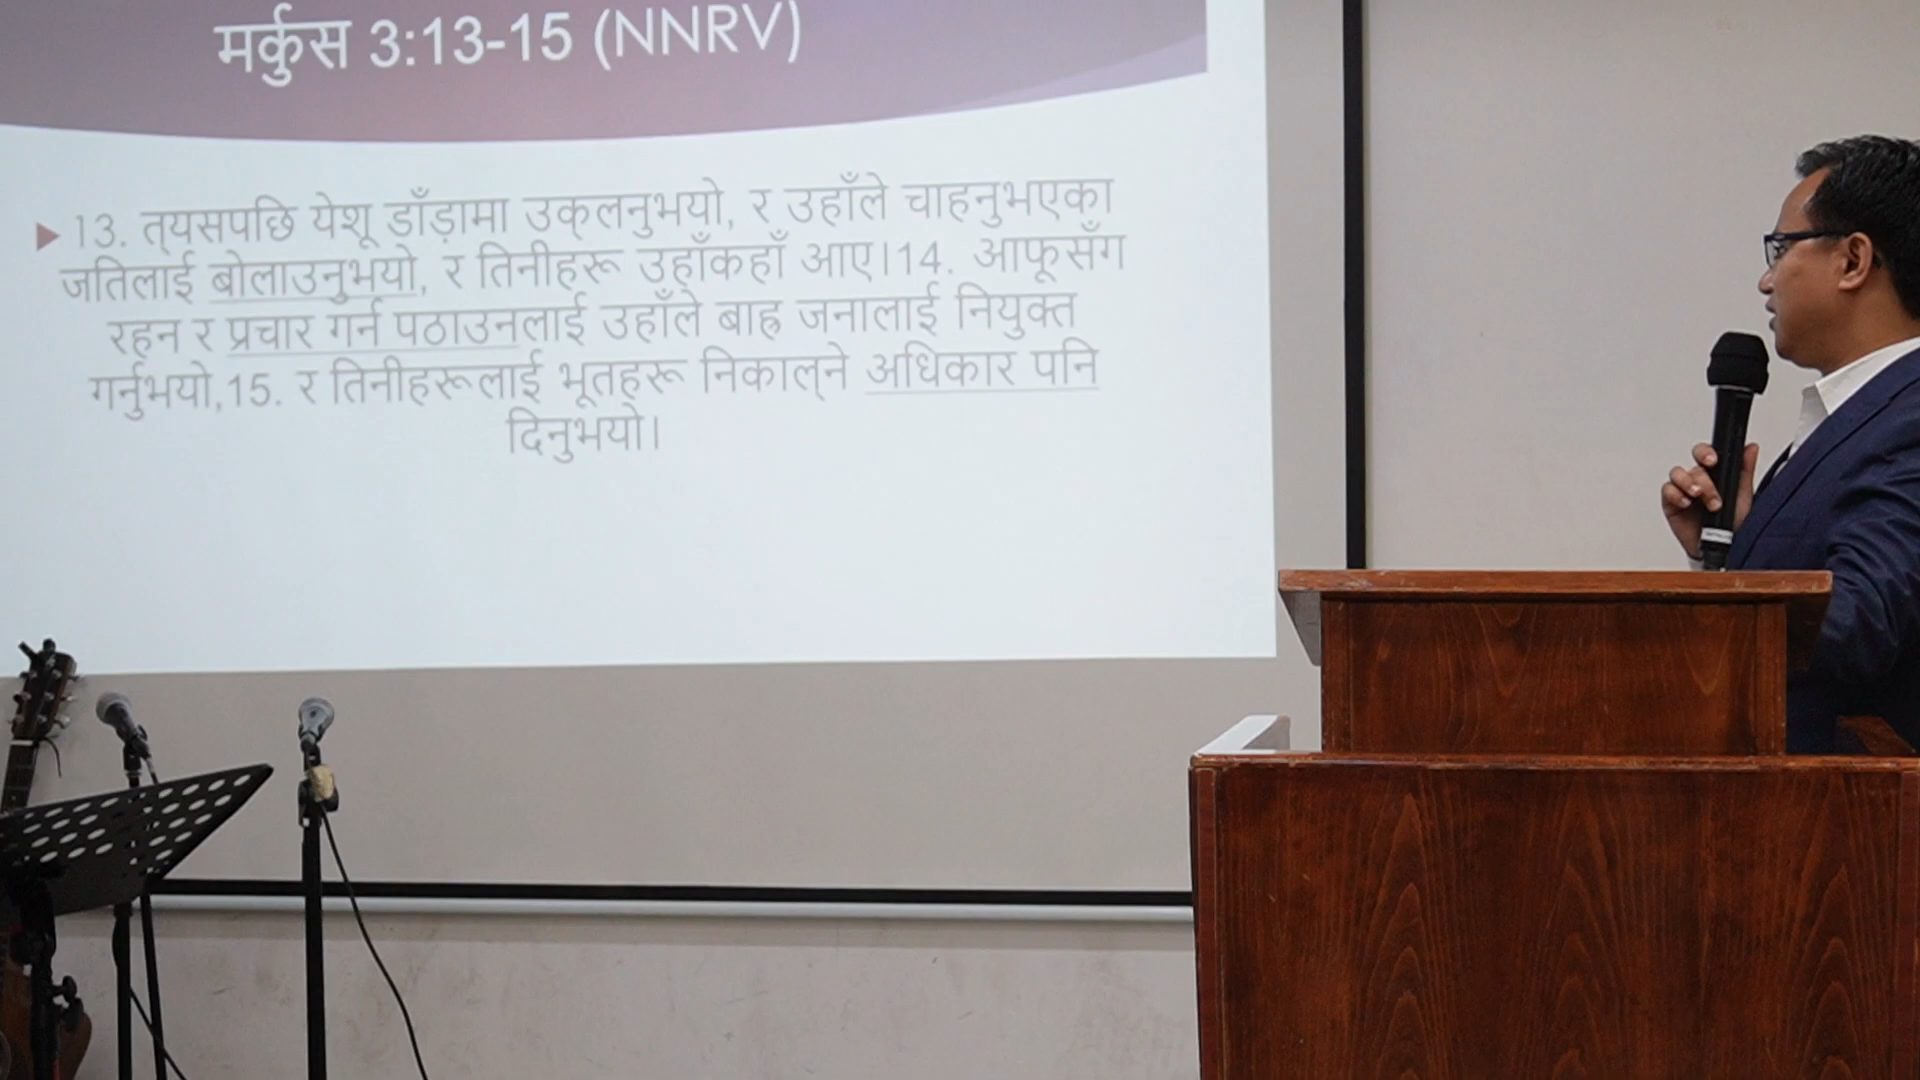 मर्कुस 3:13-15 (NNRV)
13. त्यसपछि येशू डाँड़ामा उक्लनुभयो, र उहाँले चाहनुभएका
जतिलाई बोलाउनुभयो, र तिनीहरू उहाँकहाँ आए।14. आफूसँग
रहन र प्रचार गर्न पठाउनलाई उहाँले बाह्र जनालाई नियुक्त
गर्नुभयो,15. र तिनीहरूलाई भूतहरू निकाल्ने अधिकार पनि
दिनुभयो।